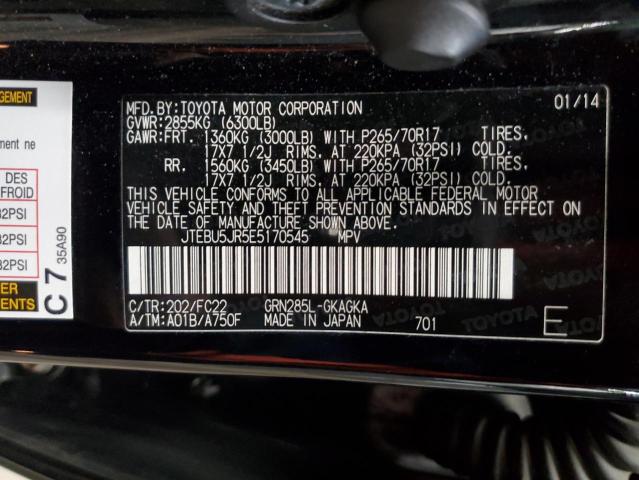 MFD.BY:TOYOTA MOTOR CORPORATION 01/14
GVWR:2855KG (6300LB)
GAWR:FRT. 1360KG (3000LB) WITH P265/70R17 TIRES.
17X7 1/2J RIMS. AT 220KPA (32PSI) COLD.
RR. 1560KG (3450LB) WITH P265/70R17 TIRES.
17X7 1/2J RIMS. AT 220KPA (32PSI) COLD.
THIS VEHICLE CONFORMS TO ALL APPLICABLE FEDERAL MOTOR
VEHICLE SAFETY AND THEFT PREVENTION STANDARDS IN EFFECT ON
THE DATE OF MANUFACTURE SHOWN ABOVE.
JTEBU5JR5E5170545 MPV
C/TR:202/FC22 GRN285L-GKAGKA
A/TM:A01B/A750F MADE IN JAPAN 701 E
ne
DES
FROID
2PSI
2PSI
2PSI
C 7
35A90
TOYOTA
TOYOTA